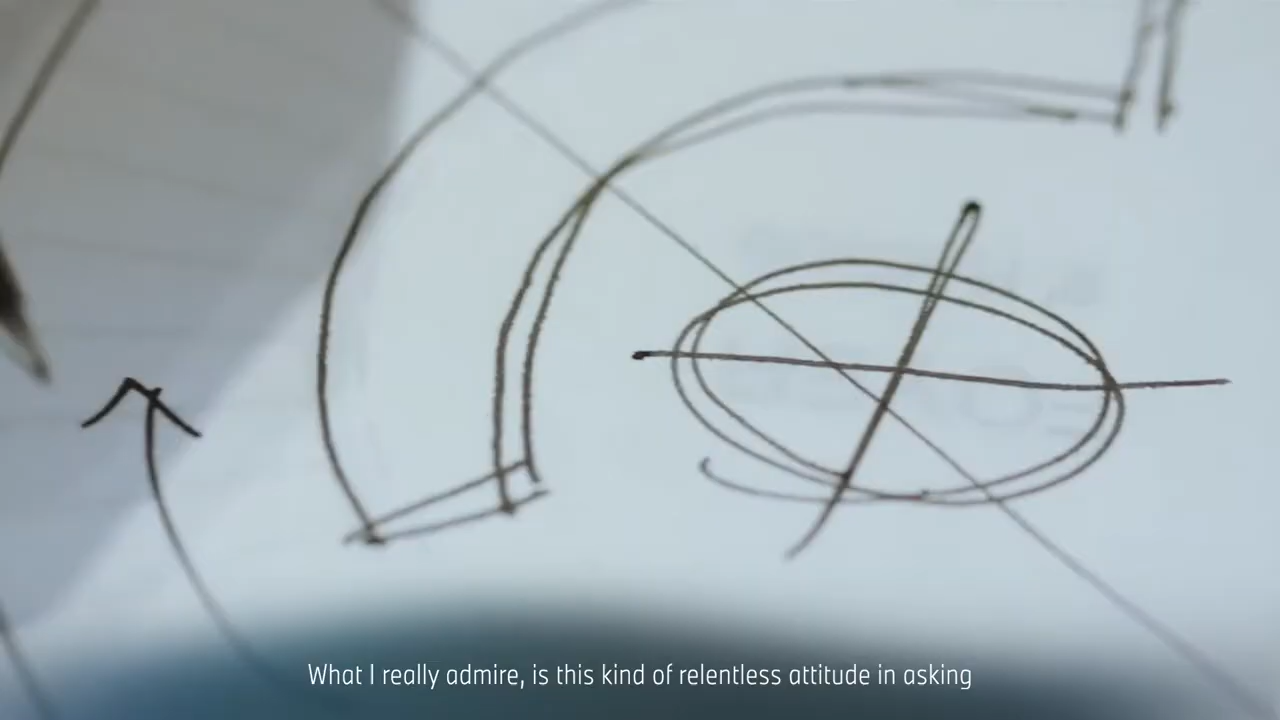 What I really admire, is this kind of relentless attitude in asking